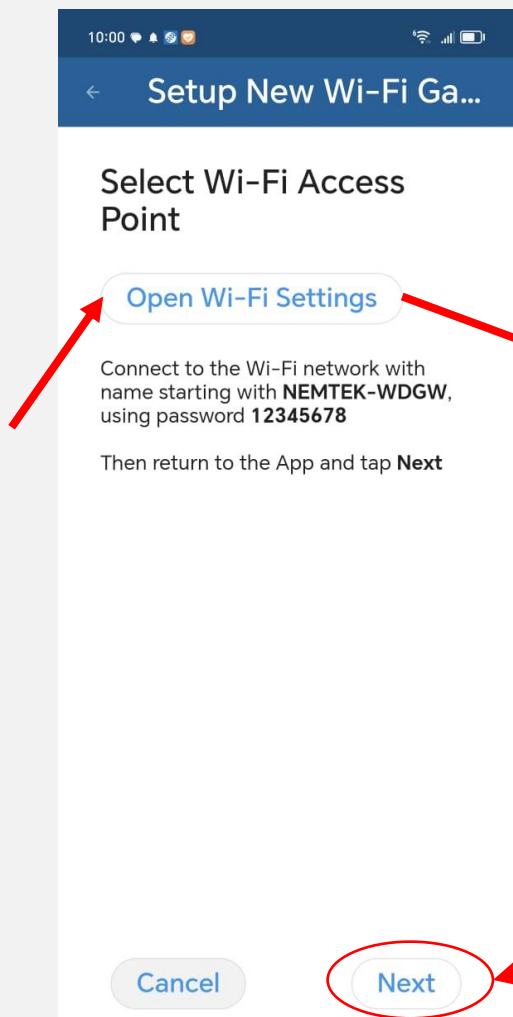 10:00
Setup New Wi-Fi Ga...
Select Wi-Fi Access
Point
Open Wi-Fi Settings
Connect to the Wi-Fi network with
name starting with NEMTEK-WDGW,
using password 12345678
Then return to the App and tap Next
Cancel
Next